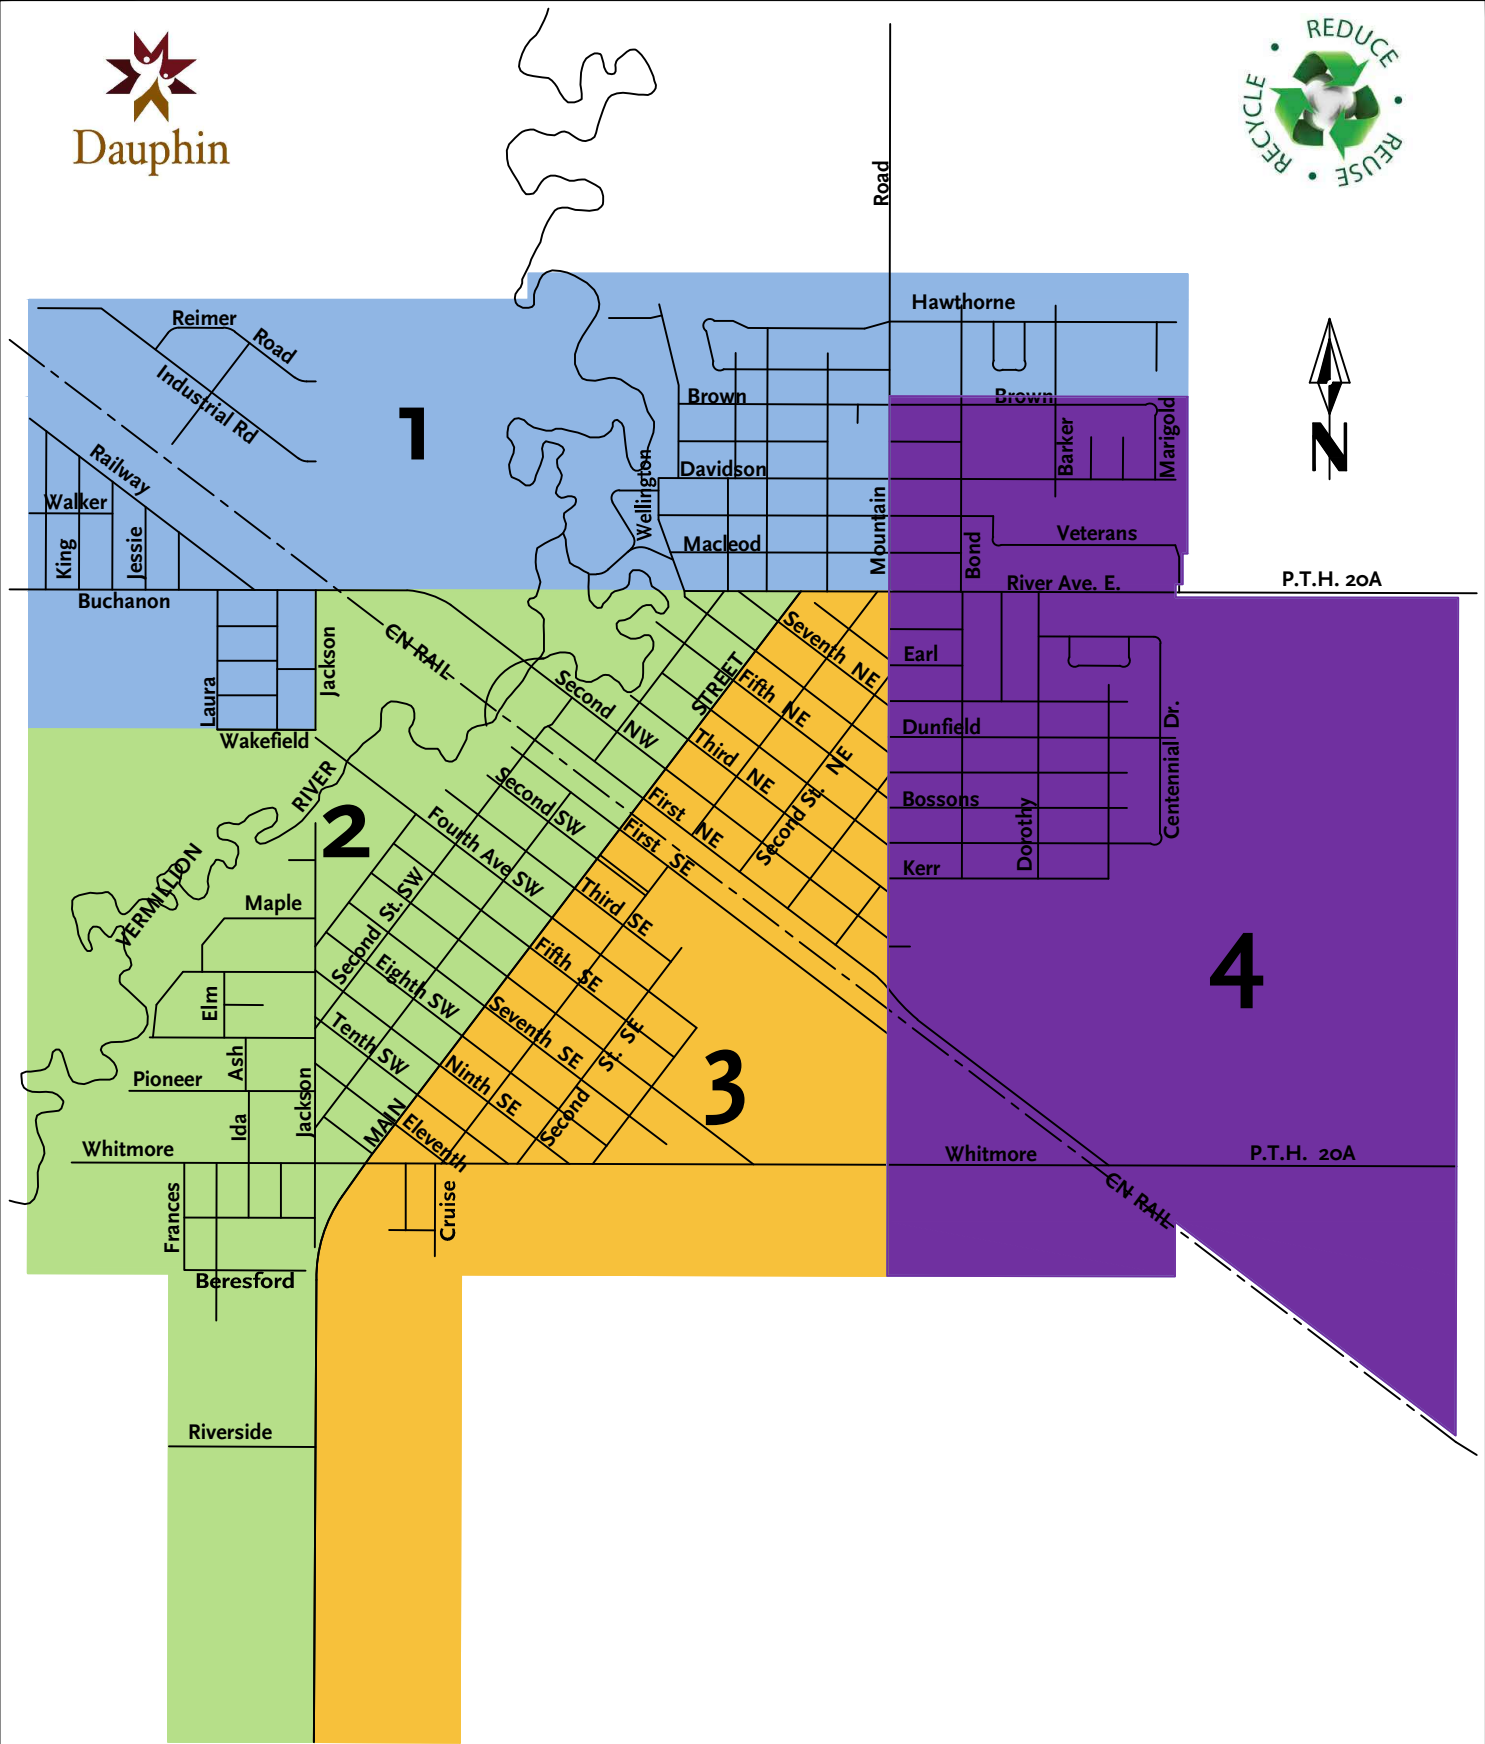 Dauphin
REDUCE
REUSE
RECYCLE
Road
Hawthorne
Reimer
Road
Industrial Rd
1
Brown
Brown
Barker
Marigold
N
Railway
Walker
King
Jessie
Wellington
Davidson
Macleod
Mountain
Bond
Veterans
River Ave. E.
P.T.H. 20A
Buchanon
Laura
Jackson
Wakefield
CN RAIL
Second NW
STREET
Seventh NE
Fifth NE
Third NE
First NE
Second St. NE
First SE
Earl
Dunfield
Bossons
Kerr
Dorothy
Centennial Dr.
RIVER
VERMILLION
2
Second SW
Fourth Ave SW
Second St. SW
Eighth SW
Tenth SW
Maple
Elm
Ash
Pioneer
Ida
Jackson
MAIN
Third SE
Fifth SE
Seventh SE
Ninth SE
Eleventh
Second St. SE
3
4
Whitmore
Whitmore
P.T.H. 20A
CN RAIL
Frances
Cruise
Beresford
Riverside